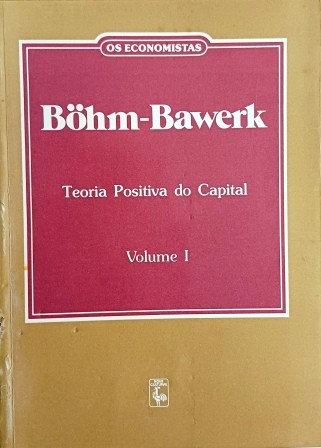 OS ECONOMISTAS
Böhm-Bawerk
Teoria Positiva do Capital
Volume I